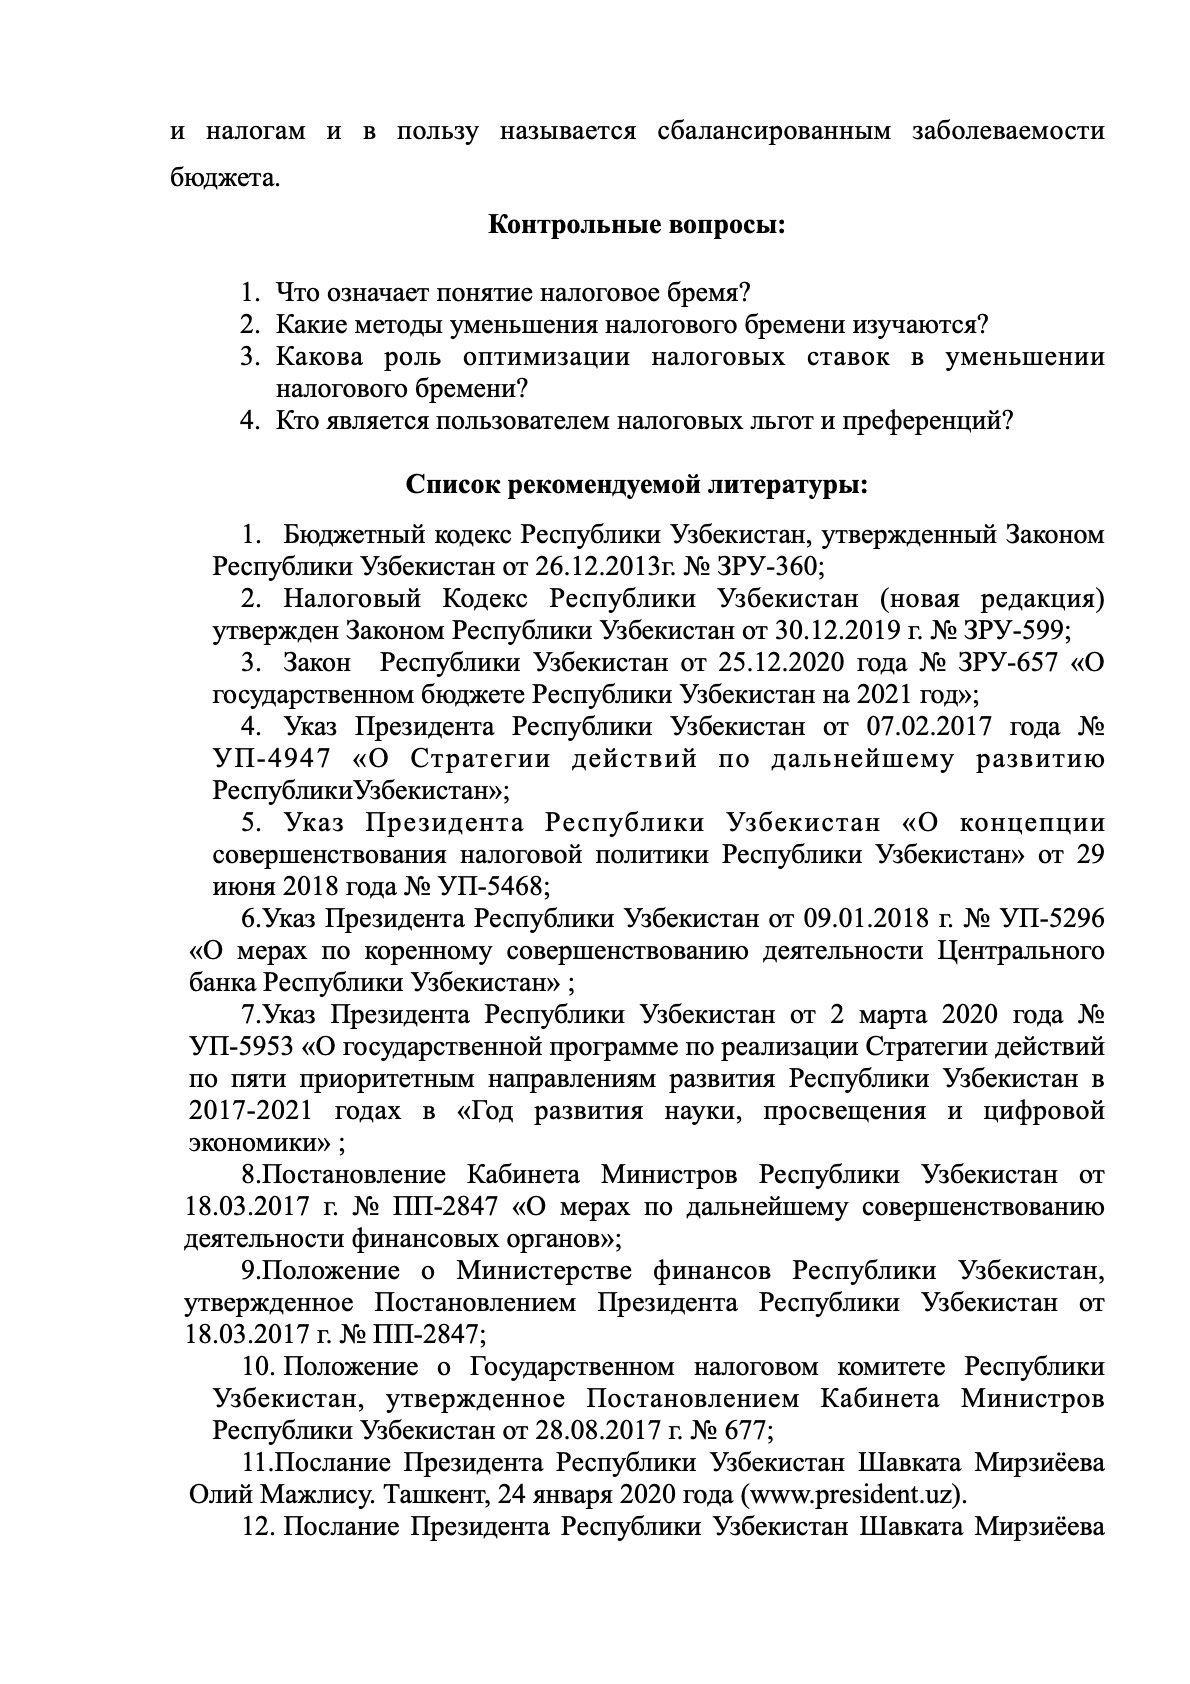 и налогам и в пользу называется сбалансированным заболеваемости
бюджета.
Контрольные вопросы:
1. Что означает понятие налоговое бремя?
2. Какие методы уменьшения налогового бремени изучаются?
3. Какова роль оптимизации налоговых ставок в уменьшении
налогового бремени?
4. Кто является пользователем налоговых льгот и преференций?
Список рекомендуемой литературы:
1. Бюджетный кодекс Республики Узбекистан, утвержденный Законом
Республики Узбекистан от 26.12.2013г. № ЗРУ-360;
2. Налоговый Кодекс Республики Узбекистан (новая редакция)
утвержден Законом Республики Узбекистан от 30.12.2019 г. № ЗРУ-599;
3. Закон Республики Узбекистан от 25.12.2020 года № ЗРУ-657 «О
государственном бюджете Республики Узбекистан на 2021 год»;
4. Указ Президента Республики Узбекистан от 07.02.2017 года №
УП-4947 «О Стратегии действий по дальнейшему развитию
РеспубликиУзбекистан»;
5. Указ Президента Республики Узбекистан «О концепции
совершенствования налоговой политики Республики Узбекистан» от 29
июня 2018 года № УП-5468;
6.Указ Президента Республики Узбекистан от 09.01.2018 г. № УП-5296
«О мерах по коренному совершенствованию деятельности Центрального
банка Республики Узбекистан» ;
7.Указ Президента Республики Узбекистан от 2 марта 2020 года №
УП-5953 «О государственной программе по реализации Стратегии действий
по пяти приоритетным направлениям развития Республики Узбекистан в
2017-2021 годах в «Год развития науки, просвещения и цифровой
экономики» ;
8.Постановление Кабинета Министров Республики Узбекистан от
18.03.2017 г. № ПП-2847 «О мерах по дальнейшему совершенствованию
деятельности финансовых органов»;
9.Положение о Министерстве финансов Республики Узбекистан,
утвержденное Постановлением Президента Республики Узбекистан от
18.03.2017 г. № ПП-2847;
10. Положение о Государственном налоговом комитете Республики
Узбекистан, утвержденное Постановлением Кабинета Министров
Республики Узбекистан от 28.08.2017 г. № 677;
11.Послание Президента Республики Узбекистан Шавката Мирзиёева
Олий Мажлису. Ташкент, 24 января 2020 года (www.president.uz).
12. Послание Президента Республики Узбекистан Шавката Мирзиёева